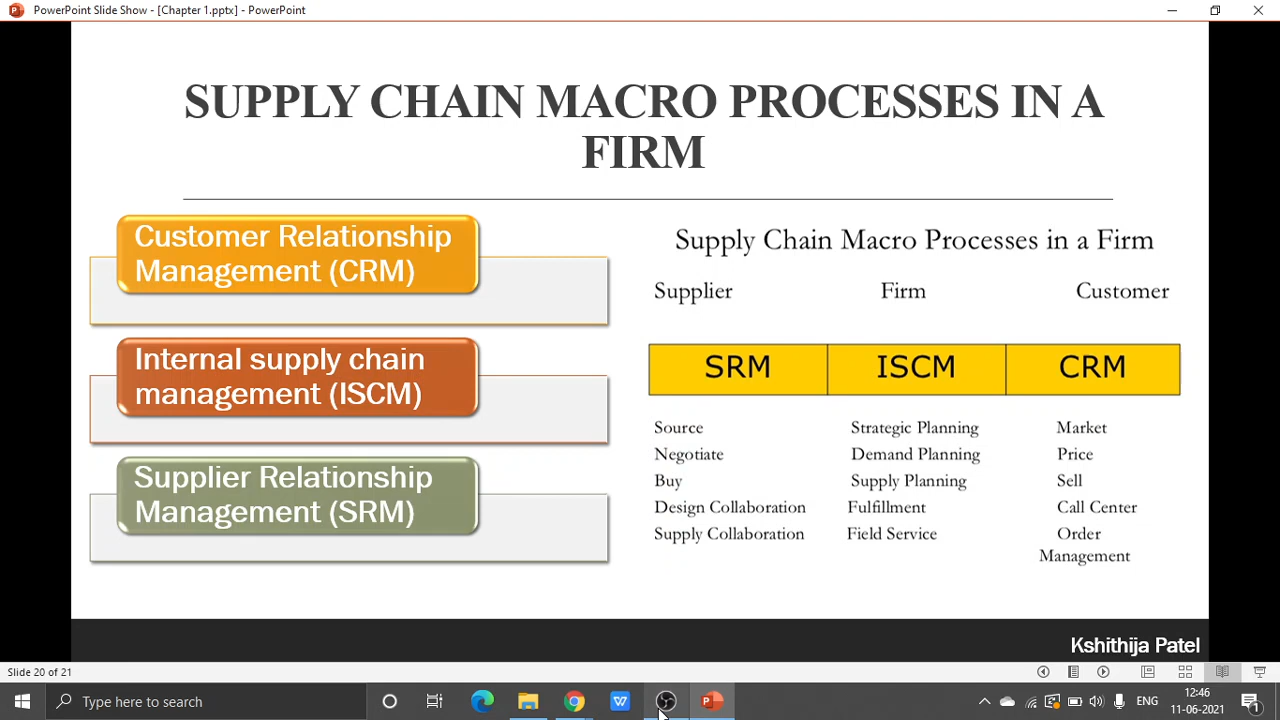 PowerPoint Slide Show - [Chapter 1.pptx] - PowerPoint
SUPPLY CHAIN MACRO PROCESSES IN A
FIRM
Customer Relationship
Management (CRM)
Internal supply chain
management (ISCM)
Supplier Relationship
Management (SRM)
Supply Chain Macro Processes in a Firm
Supplier Firm Customer
SRM ISCM CRM
Source Strategic Planning Market
Negotiate Demand Planning Price
Buy Supply Planning Sell
Design Collaboration Fulfillment Call Center
Supply Collaboration Field Service Order
Management
Kshithija Patel
Slide 20 of 21
Type here to search
ENG
12:46
11-06-2021
1